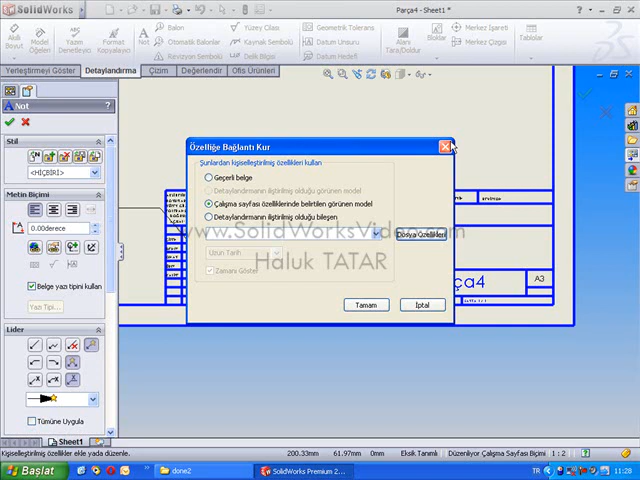 SolidWorks
Parça4 - Sheet1 *
Akıllı Boyut
Model Öğeleri
Yazım Denetleyici
Format Kopyalayıcı
Not
Balon
Otomatik Balonlar
Revizyon Sembolü
Yüzey Class
Kaynak Sembolü
Delik Sembolü
Geometrik Tolerans
Datum Unsuru
Datum Hedefi
Alanı Tara/Doldur
Bloklar
Merkez İşareti
Merkez Çizgisi
Tablolar
Yerleştirmeyi Göster
Detaylandırma
Çizim
Değerlendir
Ofis Ürünleri
Not
Stil
<HİÇBİRİ>
Metin Biçimi
0.00derece
Belge yazı tipini kullan
Yazı Tipi...
Lider
Tümüne Uygula
Özelliğe Bağlantı Kur
Şunlardan kişiselleştirilmiş özellikleri kullan
Geçerli belge
Detaylandırmanın iliştirilmiş olduğu görünen model
Çalışma sayfası özelliklerinde belirtilen görünen model
Detaylandırmanın iliştirilmiş olduğu bileşen
Dosya Özellikleri
Uzun Tarih
Zamanı Göster
Tamam
İptal
www.SolidWorksVideo.com
Haluk TATAR
ça4
A3
Sheet1
Kişiselleştirilmiş özellikler ekle yada düzenle.
200.33mm
61.97mm
0mm
Eksik Tanımlı
Düzenleniyor Çalışma Sayfası Biçimi
1 : 2
Başlat
done2
SolidWorks Premium 2...
TR
11:28